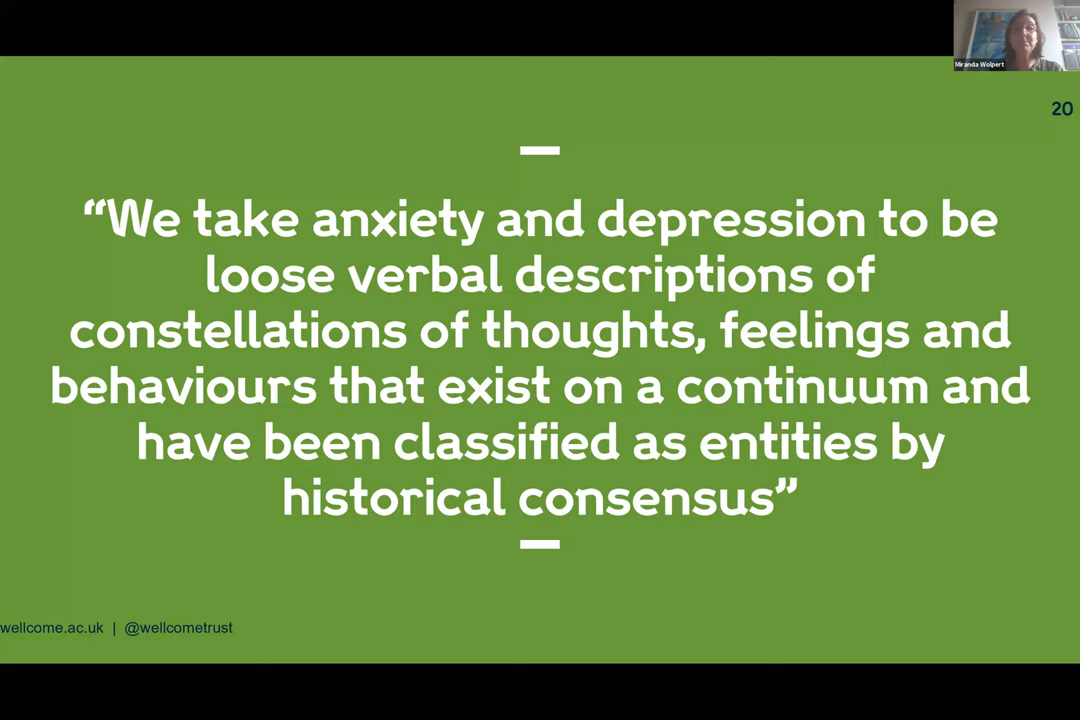 Miranda Wolpert
20
“We take anxiety and depression to be
loose verbal descriptions of
constellations of thoughts, feelings and
behaviours that exist on a continuum and
have been classified as entities by
historical consensus”
wellcome.ac.uk | @wellcometrust